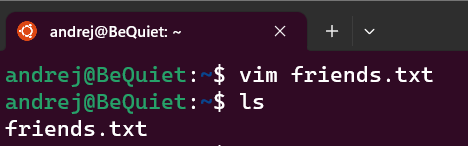 andrej@BeQuiet: ~
andrej@BeQuiet:~$ vim friends.txt
andrej@BeQuiet:~$ ls
friends.txt